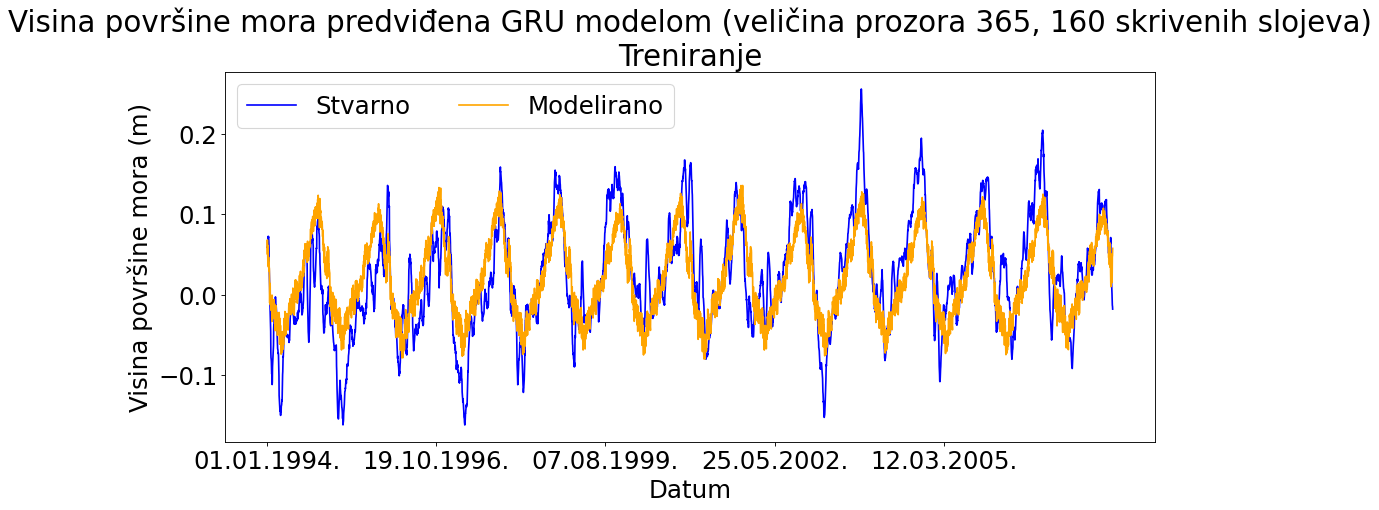 Visina površine mora predviđena GRU modelom (veličina prozora 365, 160 skrivenih slojeva)
Treniranje
Stvarno
Modelirano
Visina površine mora (m)
0.2
0.1
0.0
−0.1
01.01.1994.
19.10.1996.
07.08.1999.
25.05.2002.
12.03.2005.
Datum